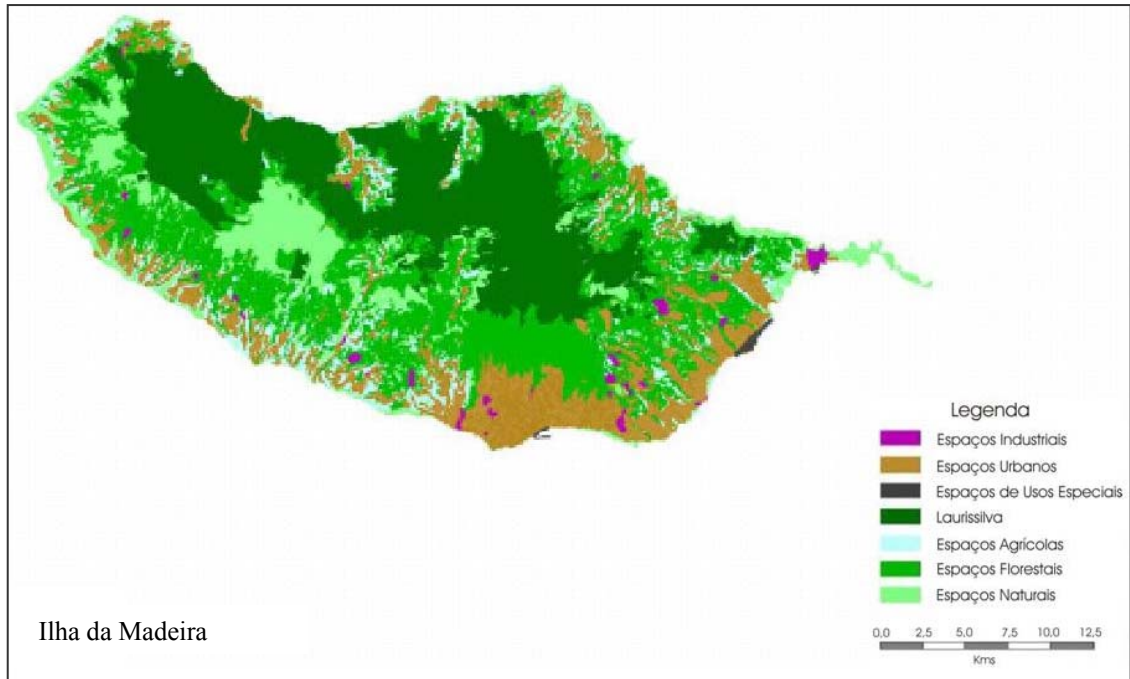 Legenda
Espaços Industriais
Espaços Urbanos
Espaços de Usos Especiais
Laurissilva
Espaços Agrícolas
Espaços Florestais
Espaços Naturais
Ilha da Madeira
0,0 2,5 5,0 7,5 10,0 12,5
Kms